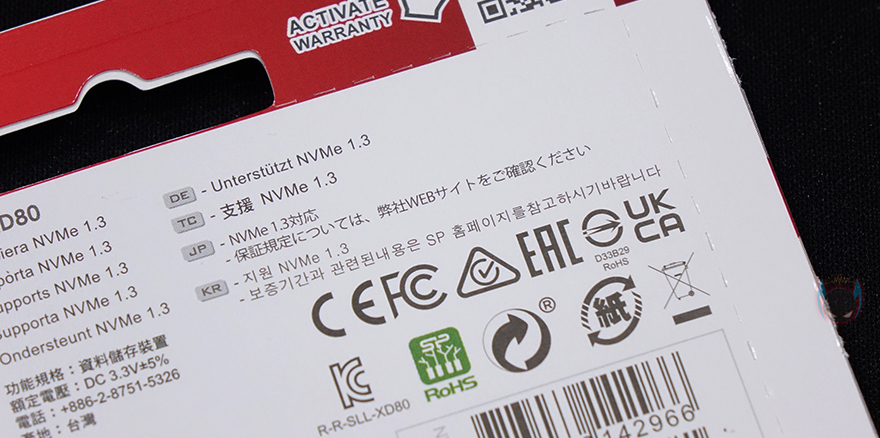 ACTIVATE
WARRANTY
D80
NVMe 1.3
NVMe 1.3
upports NVMe 1.3
Supporta NVMe 1.3
Ondersteunt NVMe 1.3
功能規格：資料儲存裝置
額定電壓：DC 3.3V±5%
電話：+886-2-8751-5326
產地：台灣
DE - Unterstützt NVMe 1.3
TC - 支援 NVMe 1.3
JP - NVMe 1.3対応
- 保証規定については、弊社WEBサイトをご確認ください
KR - 지원 NVMe 1.3
- 보증기간과 관련된내용은 SP 홈페이지를참고하시기바랍니다
CE FC EAC UK
CA
D33B29
RoHS
紙
®
SP
RoHS
R-R-SLL-XD80
142966